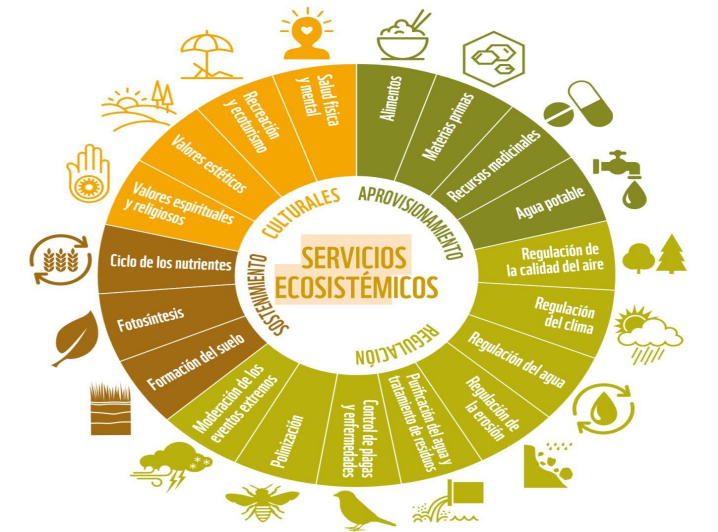 SERVICIOS
ECOSISTÉMICOS
CULTURALES
Valores espirituales
y religiosos
Valores estéticos
Recreación
y ecoturismo
Salud física
y mental
APROVISIONAMIENTO
Alimentos
Materias primas
Recursos medicinales
Agua potable
REGULACIÓN
Regulación de
la calidad del aire
Regulación
del clima
Regulación del agua
Regulación de
la erosión
Purificación del agua y
tratamiento de residuos
Control de plagas
y enfermedades
Polinización
Moderación de los
eventos extremos
SOSTENIMIENTO
Formación del suelo
Fotosíntesis
Ciclo de los nutrientes